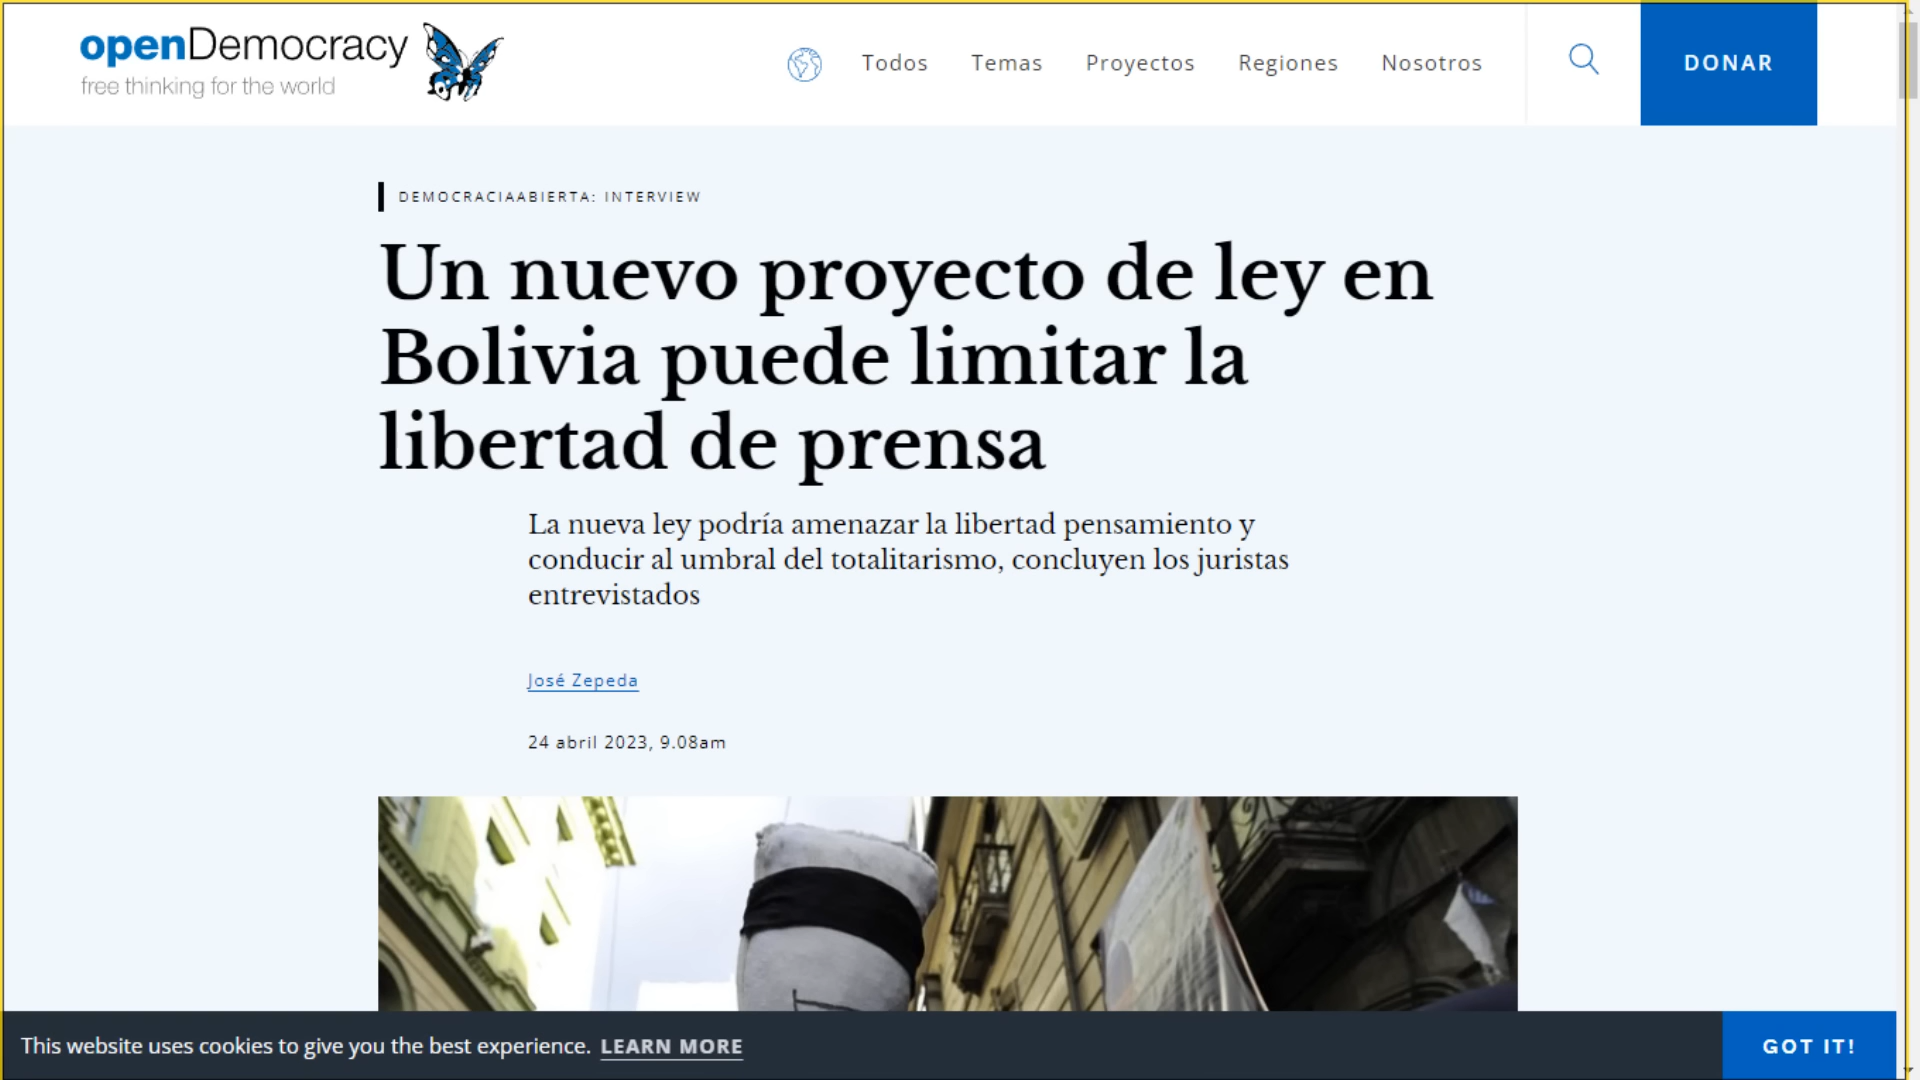 openDemocracy
free thinking for the world
Todos Temas Proyectos Regiones Nosotros
DONAR
DEMOCRACIAABIERTA: INTERVIEW
Un nuevo proyecto de ley en
Bolivia puede limitar la
libertad de prensa
La nueva ley podría amenazar la libertad pensamiento y
conducir al umbral del totalitarismo, concluyen los juristas
entrevistados
José Zepeda
24 abril 2023, 9.08am
This website uses cookies to give you the best experience. LEARN MORE
GOT IT!